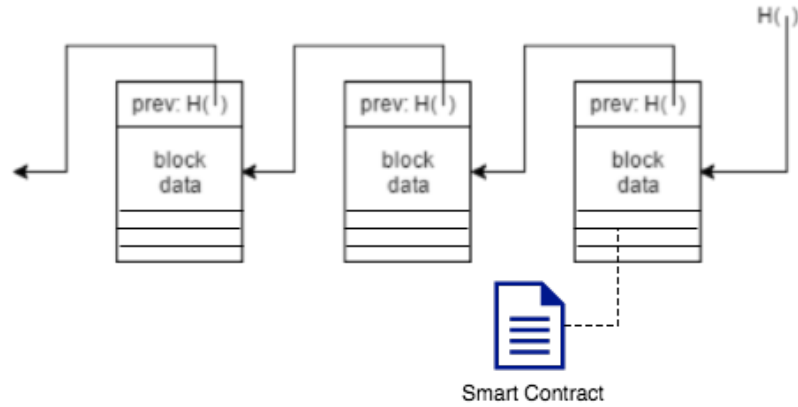 H( )
prev: H( )
prev: H( )
prev: H( )
block
data
block
data
block
data
Smart Contract